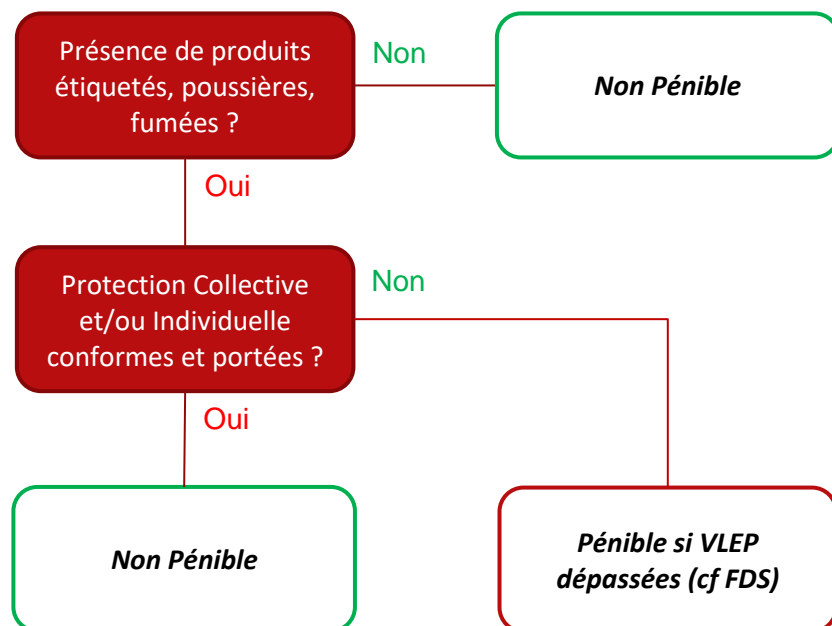 Présence de produits
étiquetés, poussières,
fumées ?
Non
Non Pénible
Oui
Protection Collective
et/ou Individuelle
conformes et portées ?
Non
Oui
Non Pénible
Pénible si VLEP
dépassées (cf FDS)